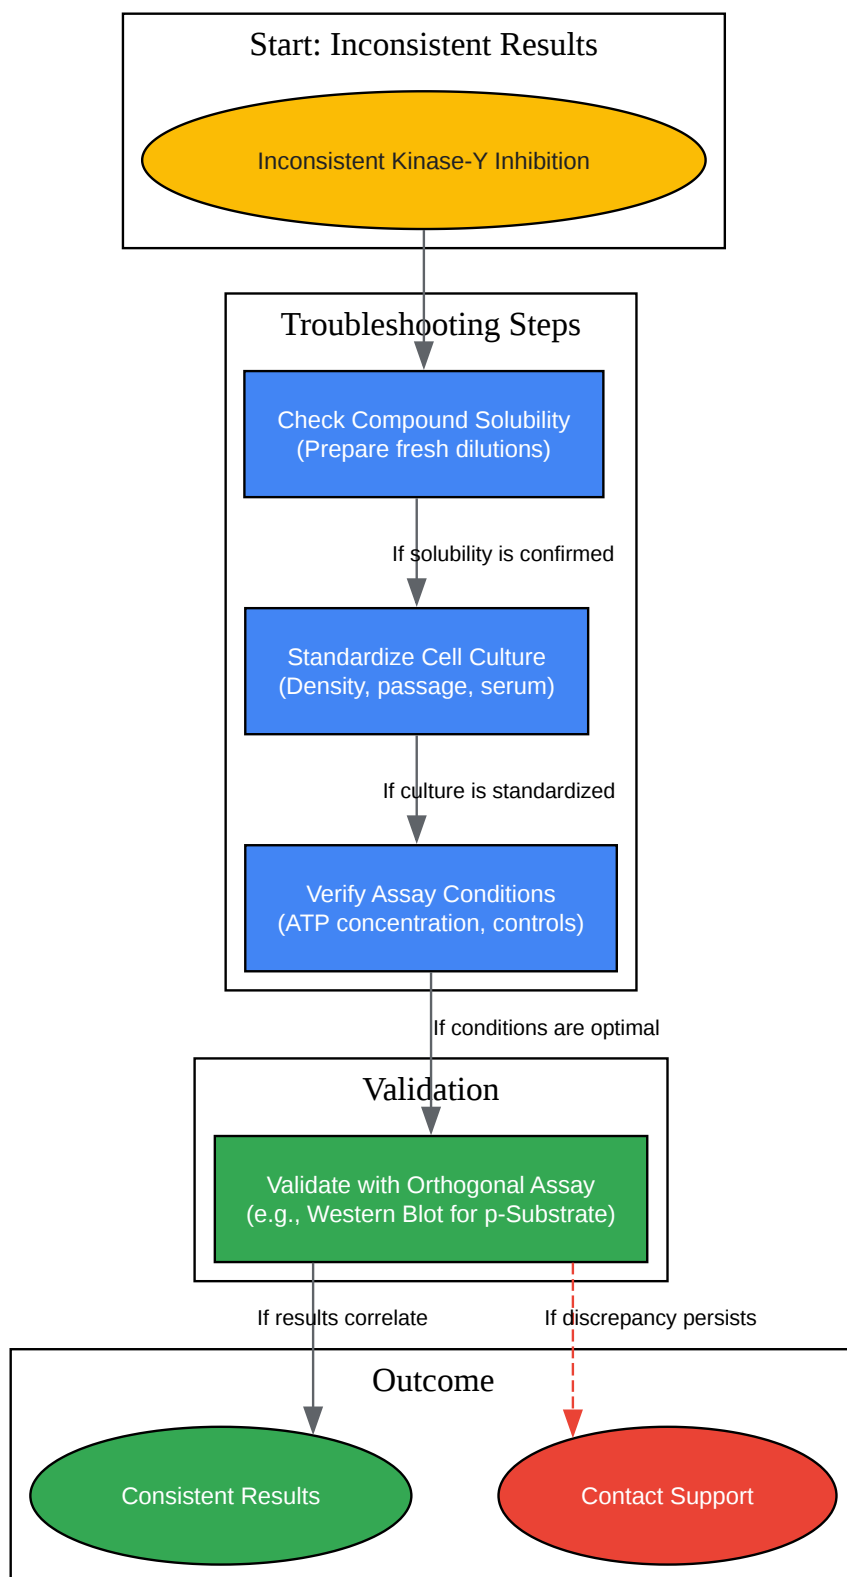 Start: Inconsistent Results
Inconsistent Kinase-Y Inhibition
Troubleshooting Steps
Check Compound Solubility
(Prepare fresh dilutions)
If solubility is confirmed
Standardize Cell Culture
(Density, passage, serum)
If culture is standardized
Verify Assay Conditions
(ATP concentration, controls)
If conditions are optimal
Validation
Validate with Orthogonal Assay
(e.g., Western Blot for p-Substrate)
If results correlate
If discrepancy persists
Outcome
Consistent Results
Contact Support